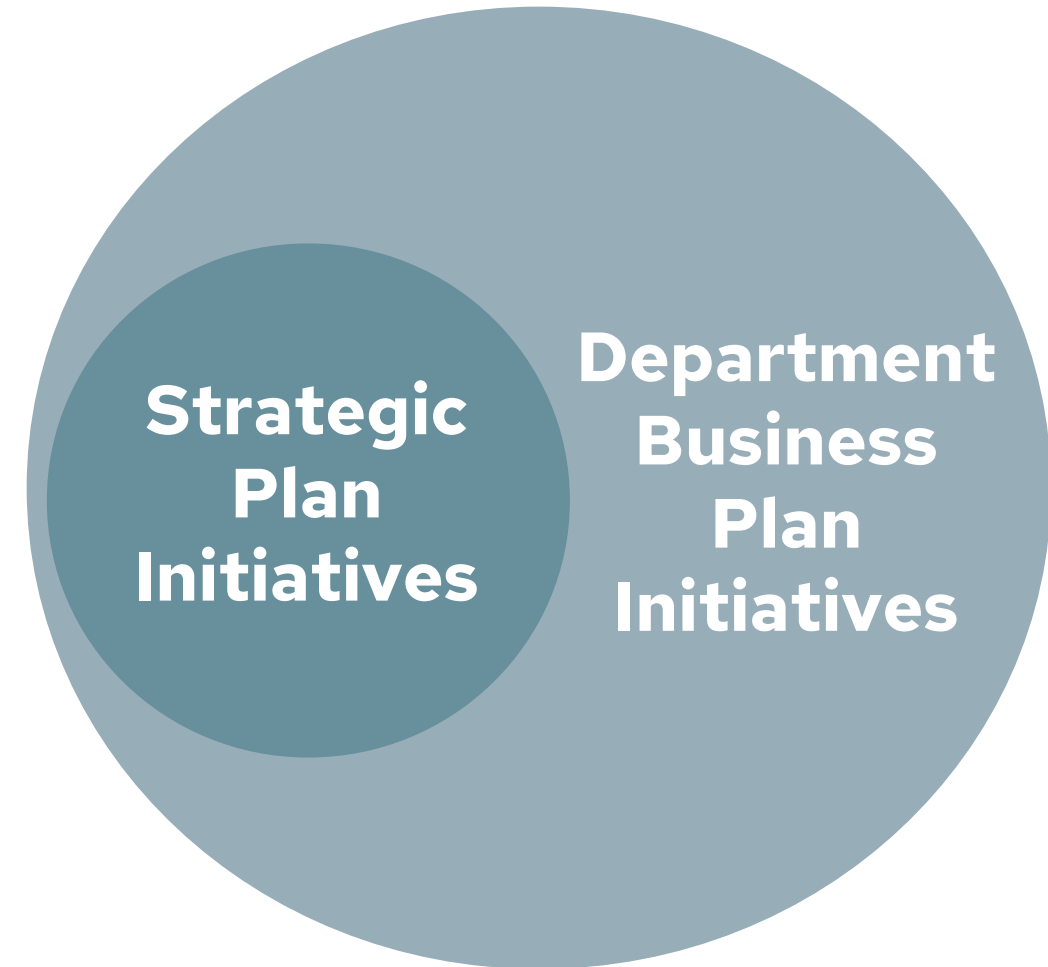 Strategic
Plan
Initiatives
Department
Business
Plan
Initiatives